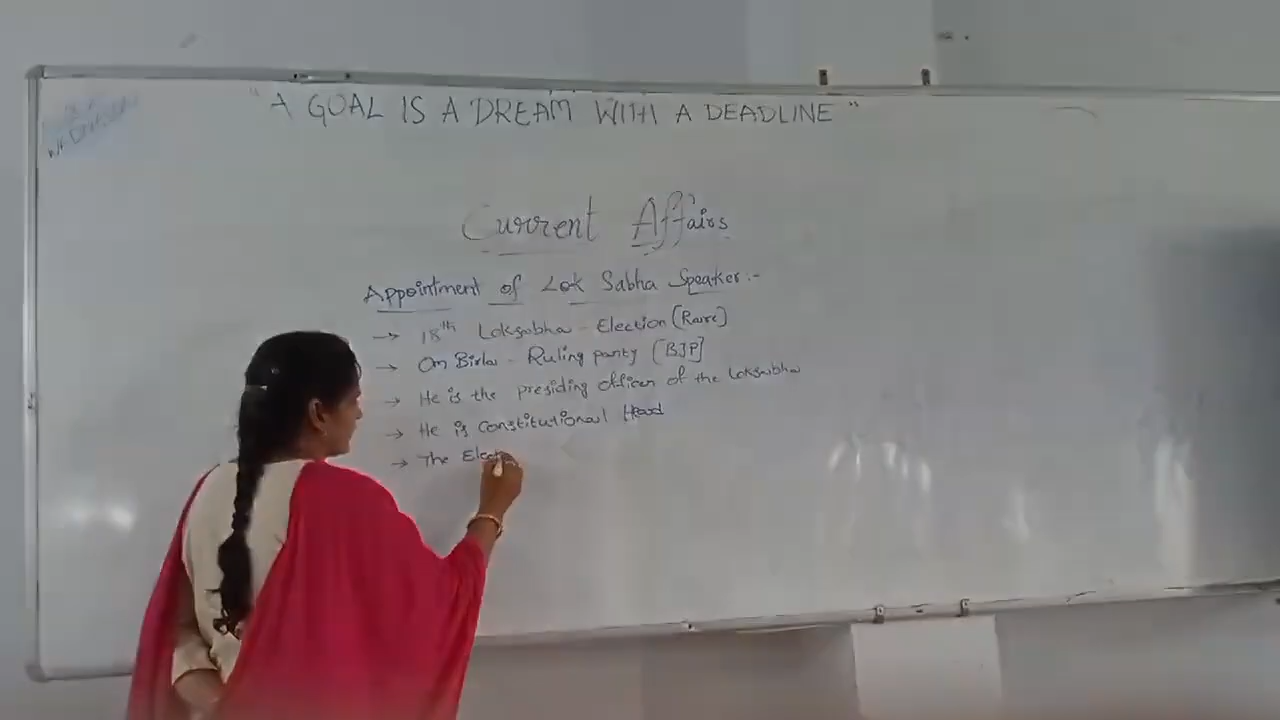 "A GOAL IS A DREAM WITH A DEADLINE"
Current Affairs
Appointment of Lok Sabha Speaker:-
→ 18th Loksabha - Election (Rare)
→ Om Birla - Ruling party [BJP]
→ He is the presiding officer of the Loksabha
→ He is Constitutional Head
→ The Elect